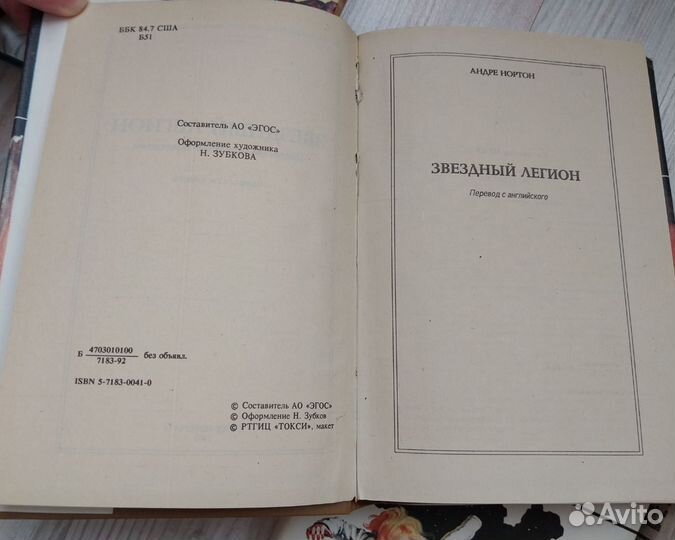 ББК 84.7 США
Б51
Составитель АО «ЭГОС»
Оформление художника
Н. ЗУБКОВА
Б 4703010100 без объявл.
7183-92
ISBN 5-7183-0041-0
© Составитель АО «ЭГОС»
© Оформление Н. Зубков
© РТГИЦ «ТОКСИ», макет
АНДРЕ НОРТОН
ЗВЕЗДНЫЙ ЛЕГИОН
Перевод с английского
Avito